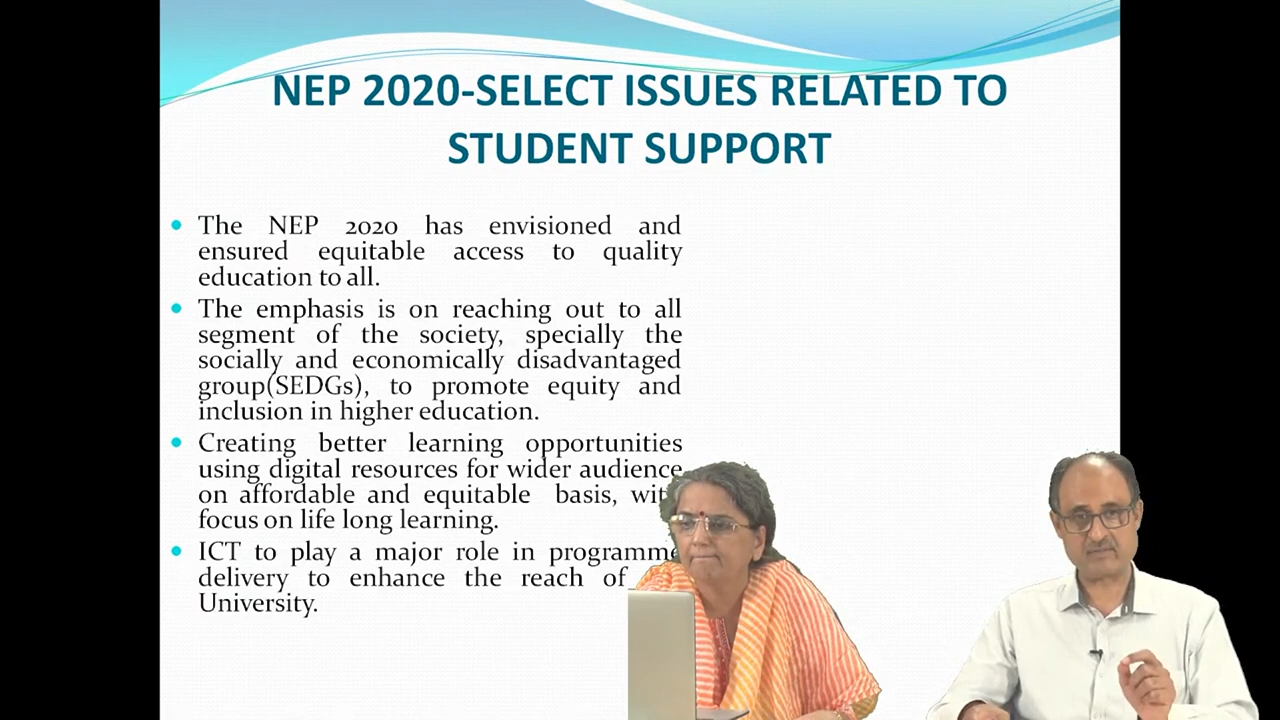 NEP 2020-SELECT ISSUES RELATED TO
STUDENT SUPPORT
• The NEP 2020 has envisioned and
ensured equitable access to quality
education to all.
• The emphasis is on reaching out to all
segment of the society, specially the
socially and economically disadvantaged
group(SEDGs), to promote equity and
inclusion in higher education.
• Creating better learning opportunities
using digital resources for wider audience
on affordable and equitable basis, with
focus on life long learning.
• ICT to play a major role in programme
delivery to enhance the reach of
University.